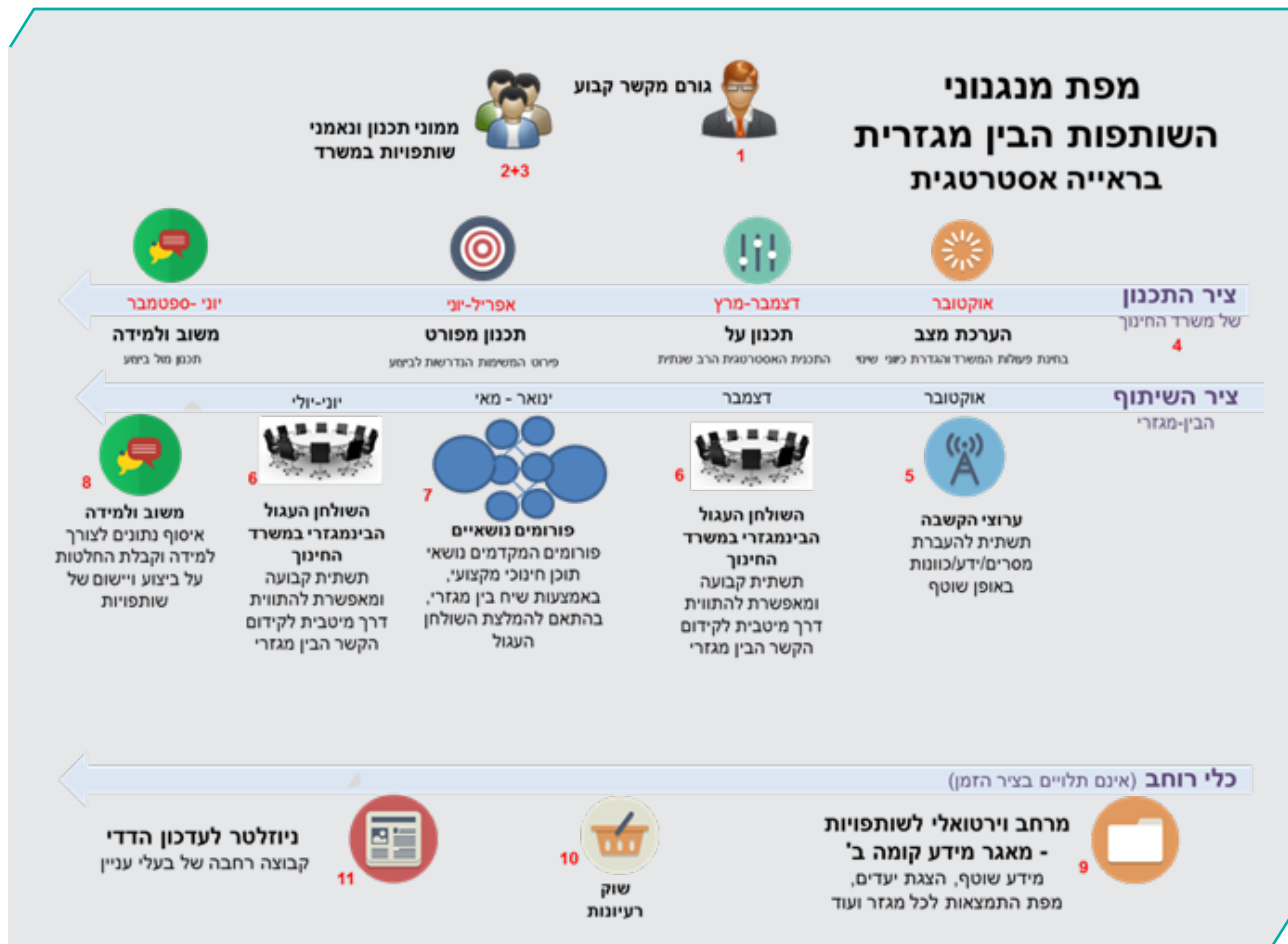 מפת מנגנוני
השותפות הבין מגזרית
בראייה אסטרטגית
גורם מקשר קבוע
1
ממוני תכנון ונאמני
שותפויות במשרד
2+3
ציר התכנון
של משרד החינוך
4
אוקטובר
הערכת מצב
בחינת פעולות המשרד והגדרת כיווני שינוי
דצמבר-מרץ
תכנון על
התכנית האסטרטגית הרב שנתית
אפריל-יוני
תכנון מפורט
פירוט המשימות הנדרשות לביצוע
יוני -ספטמבר
משוב ולמידה
תכנון מול ביצוע
ציר השיתוף
הבין-מגזרי
אוקטובר
5
ערוצי הקשבה
תשתית להעברת
מסרים/ידע/כוונות
באופן שוטף
דצמבר
6
השולחן העגול
הבינמגזרי במשרד
החינוך
תשתית קבועה
ומאפשרת להתווית
דרך מיטבית לקידום
הקשר הבין מגזרי
ינואר - מאי
7
פורומים נושאיים
פורומים המקדמים נושאי
תוכן חינוכי מקצועי,
באמצעות שיח בין מגזרי,
בהתאם להמלצת השולחן
העגול
יוני-יולי
6
השולחן העגול
הבינמגזרי במשרד
החינוך
תשתית קבועה
ומאפשרת להתווית
דרך מיטבית לקידום
הקשר הבין מגזרי
8
משוב ולמידה
איסוף נתונים לצורך
למידה וקבלת החלטות
על ביצוע ויישום של
שותפויות
כלי רוחב (אינם תלויים בציר הזמן)
9
מרחב וירטואלי לשותפויות
- מאגר מידע קומה ב'
מידע שוטף, הצגת יעדים,
מפת התמצאות לכל מגזר ועוד
10
שוק
רעיונות
11
ניוזלטר לעדכון הדדי
קבוצה רחבה של בעלי עניין